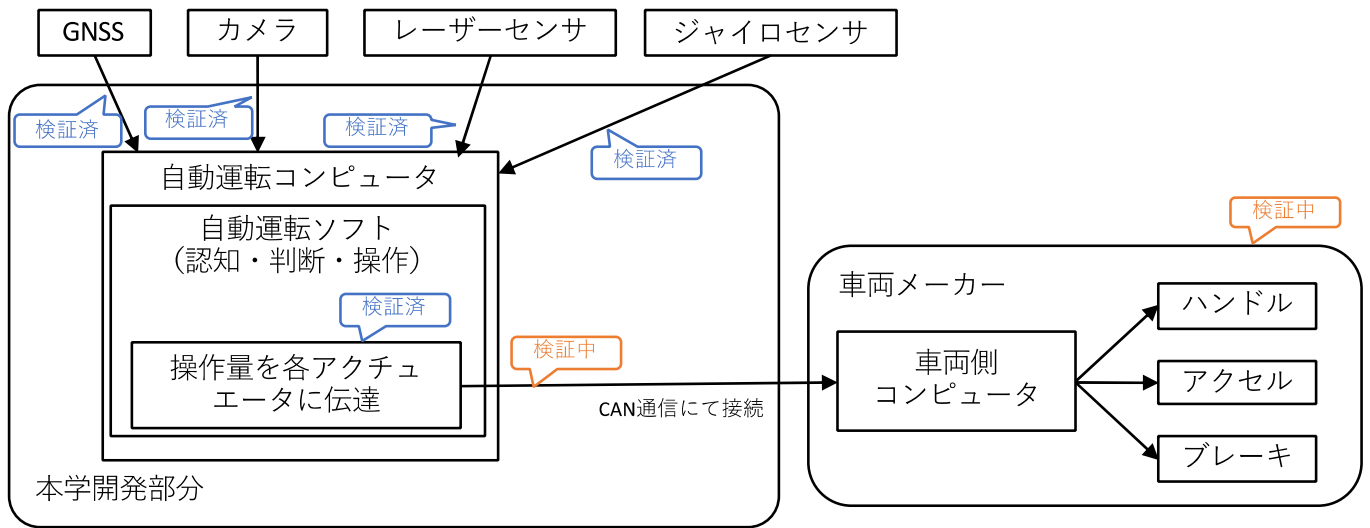 GNSS
カメラ
レーザーセンサ
ジャイロセンサ
検証済
検証済
検証済
検証済
自動運転コンピュータ
自動運転ソフト
（認知・判断・操作）
検証済
操作量を各アクチュ
エータに伝達
検証中
CAN通信にて接続
本学開発部分
検証中
車両メーカー
車両側
コンピュータ
ハンドル
アクセル
ブレーキ